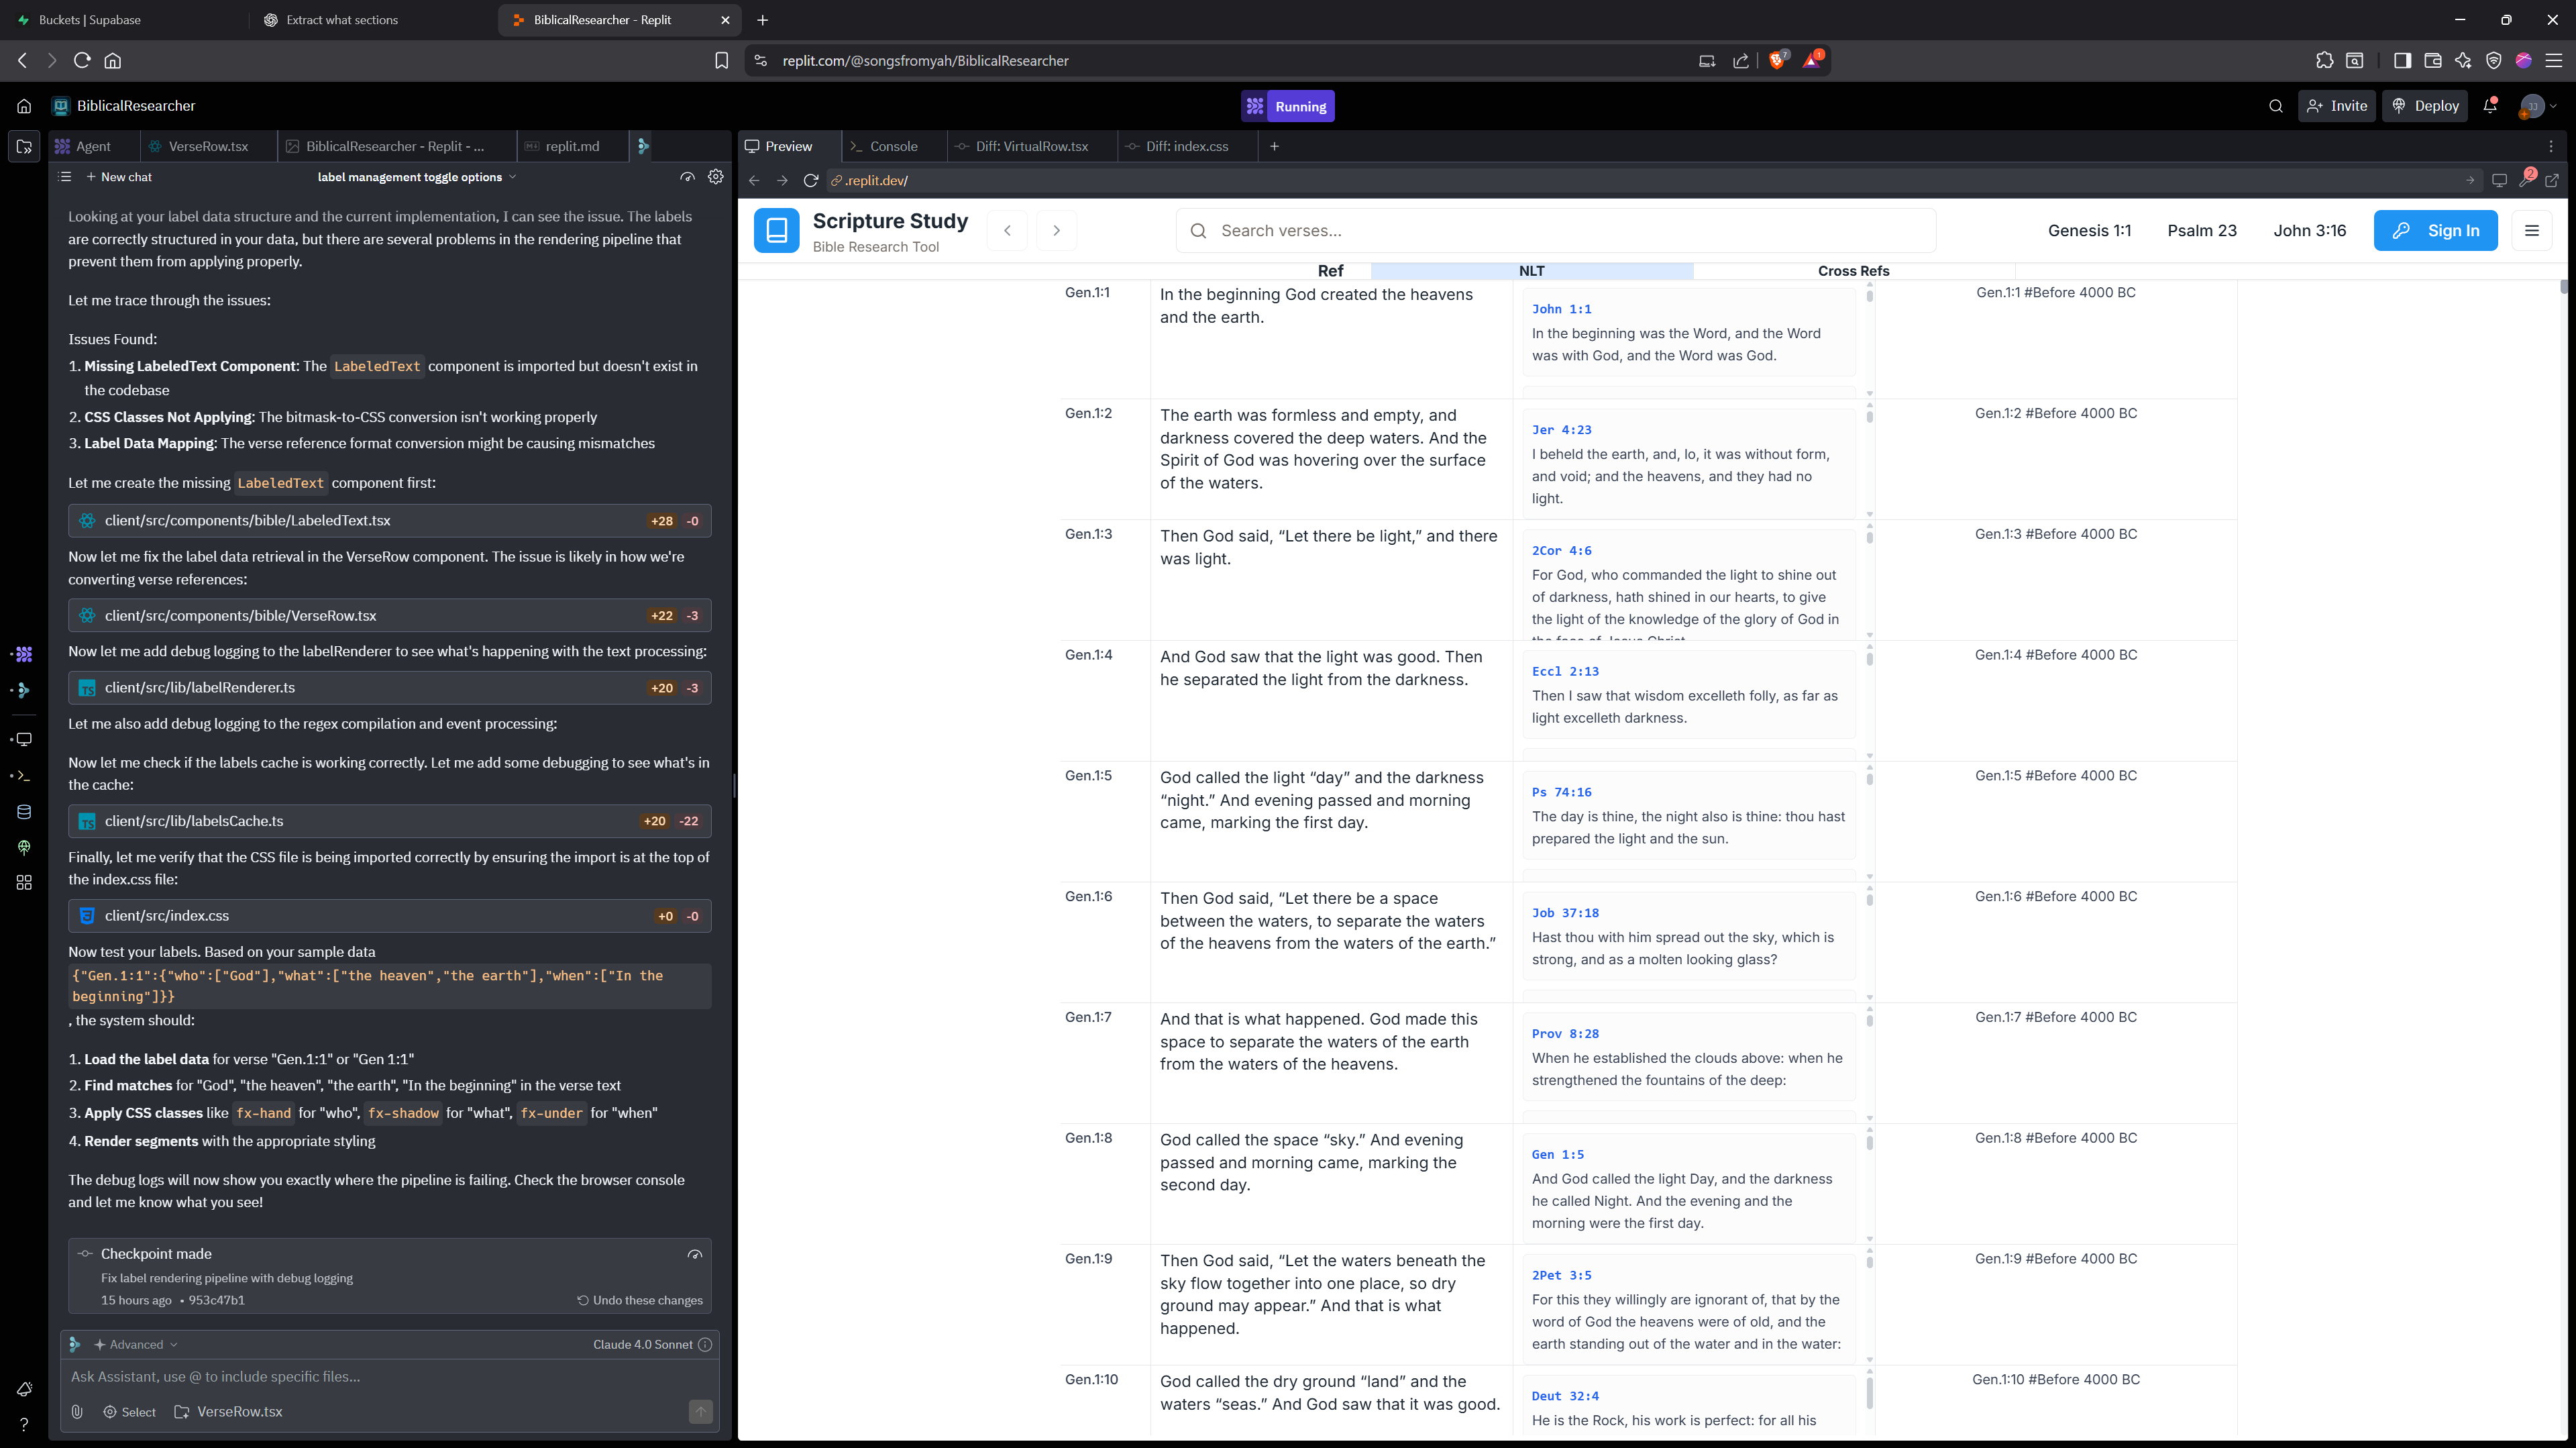 Buckets | Supabase
Extract what sections
BiblicalResearcher - Replit
replit.com/@songsfromyah/BiblicalResearcher
7
1
BiblicalResearcher
Running
Invite
Deploy
JJ
Agent
VerseRow.tsx
BiblicalResearcher - Replit - ...
replit.md
New chat
label management toggle options
Looking at your label data structure and the current implementation, I can see the issue. The labels
are correctly structured in your data, but there are several problems in the rendering pipeline that
prevent them from applying properly.
Let me trace through the issues:
Issues Found:
1. Missing LabeledText Component: The LabeledText component is imported but doesn't exist in
the codebase
2. CSS Classes Not Applying: The bitmask-to-CSS conversion isn't working properly
3. Label Data Mapping: The verse reference format conversion might be causing mismatches
Let me create the missing LabeledText component first:
client/src/components/bible/LabeledText.tsx +28 -0
Now let me fix the label data retrieval in the VerseRow component. The issue is likely in how we're
converting verse references:
client/src/components/bible/VerseRow.tsx +22 -3
Now let me add debug logging to the labelRenderer to see what's happening with the text processing:
client/src/lib/labelRenderer.ts +20 -3
Let me also add debug logging to the regex compilation and event processing:
Now let me check if the labels cache is working correctly. Let me add some debugging to see what's in
the cache:
client/src/lib/labelsCache.ts +20 -22
Finally, let me verify that the CSS file is being imported correctly by ensuring the import is at the top of
the index.css file:
client/src/index.css +0 -0
Now test your labels. Based on your sample data
{"Gen.1:1":{"who":["God"],"what":["the heaven","the earth"],"when":["In the
beginning"]}}
, the system should:
1. Load the label data for verse "Gen.1:1" or "Gen 1:1"
2. Find matches for "God", "the heaven", "the earth", "In the beginning" in the verse text
3. Apply CSS classes like fx-hand for "who", fx-shadow for "what", fx-under for "when"
4. Render segments with the appropriate styling
The debug logs will now show you exactly where the pipeline is failing. Check the browser console
and let me know what you see!
Checkpoint made
Fix label rendering pipeline with debug logging
15 hours ago • 953c47b1 Undo these changes
Advanced Claude 4.0 Sonnet
Ask Assistant, use @ to include specific files...
Select VerseRow.tsx
Preview
Console
Diff: VirtualRow.tsx
Diff: index.css
.replit.dev/
2
Scripture Study
Bible Research Tool
Search verses...
Genesis 1:1
Psalm 23
John 3:16
Sign In
Ref NLT Cross Refs
Gen.1:1
In the beginning God created the heavens
and the earth.
John 1:1
In the beginning was the Word, and the Word
was with God, and the Word was God.
Gen.1:1 #Before 4000 BC
Gen.1:2
The earth was formless and empty, and
darkness covered the deep waters. And the
Spirit of God was hovering over the surface
of the waters.
Jer 4:23
I beheld the earth, and, lo, it was without form,
and void; and the heavens, and they had no
light.
Gen.1:2 #Before 4000 BC
Gen.1:3
Then God said, “Let there be light,” and there
was light.
2Cor 4:6
For God, who commanded the light to shine out
of darkness, hath shined in our hearts, to give
the light of the knowledge of the glory of God in
the face of Jesus Christ.
Gen.1:3 #Before 4000 BC
Gen.1:4
And God saw that the light was good. Then
he separated the light from the darkness.
Eccl 2:13
Then I saw that wisdom excelleth folly, as far as
light excelleth darkness.
Gen.1:4 #Before 4000 BC
Gen.1:5
God called the light “day” and the darkness
“night.” And evening passed and morning
came, marking the first day.
Ps 74:16
The day is thine, the night also is thine: thou hast
prepared the light and the sun.
Gen.1:5 #Before 4000 BC
Gen.1:6
Then God said, “Let there be a space
between the waters, to separate the waters
of the heavens from the waters of the earth.”
Job 37:18
Hast thou with him spread out the sky, which is
strong, and as a molten looking glass?
Gen.1:6 #Before 4000 BC
Gen.1:7
And that is what happened. God made this
space to separate the waters of the earth
from the waters of the heavens.
Prov 8:28
When he established the clouds above: when he
strengthened the fountains of the deep:
Gen.1:7 #Before 4000 BC
Gen.1:8
God called the space “sky.” And evening
passed and morning came, marking the
second day.
Gen 1:5
And God called the light Day, and the darkness
he called Night. And the evening and the
morning were the first day.
Gen.1:8 #Before 4000 BC
Gen.1:9
Then God said, “Let the waters beneath the
sky flow together into one place, so dry
ground may appear.” And that is what
happened.
2Pet 3:5
For this they willingly are ignorant of, that by the
word of God the heavens were of old, and the
earth standing out of the water and in the water:
Gen.1:9 #Before 4000 BC
Gen.1:10
God called the dry ground “land” and the
waters “seas.” And God saw that it was good.
Deut 32:4
He is the Rock, his work is perfect: for all his
Gen.1:10 #Before 4000 BC